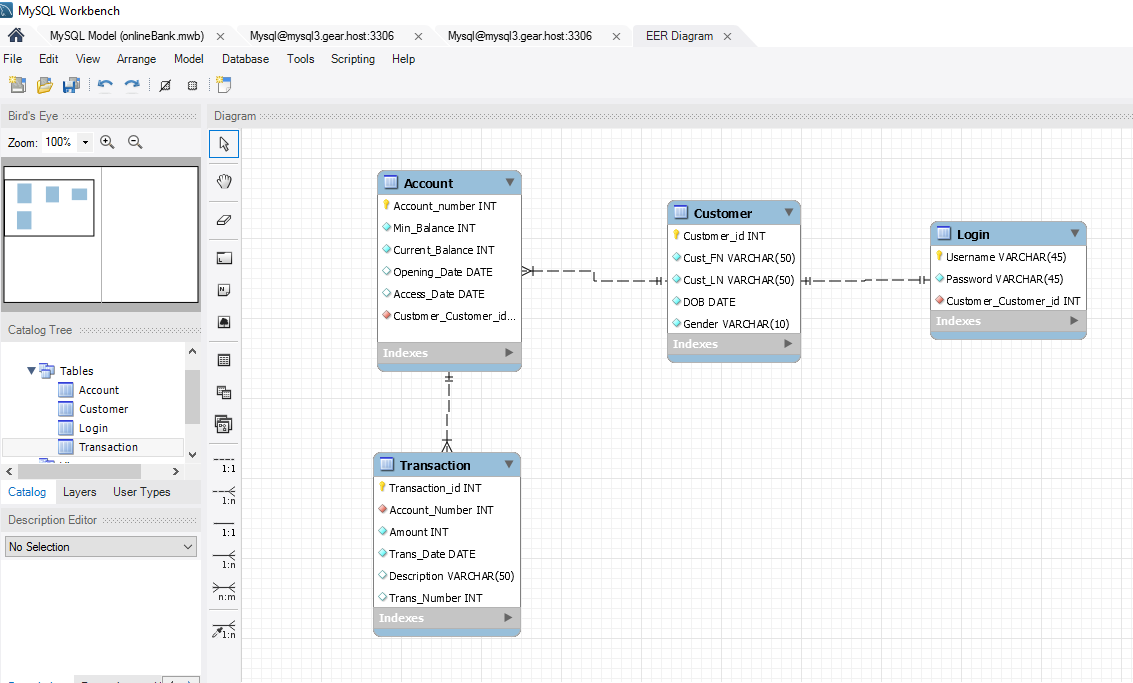 MySQL Workbench
MySQL Model (onlineBank.mwb)
Mysql@mysql3.gear.host:3306
Mysql@mysql3.gear.host:3306
EER Diagram
File Edit View Arrange Model Database Tools Scripting Help
Bird's Eye
Zoom: 100%
Diagram
Catalog Tree
Tables
Account
Customer
Login
Transaction
Catalog Layers User Types
Description Editor
No Selection
1:1
1:n
1:1
1:n
n:m
1:n
Account
Account_number INT
Min_Balance INT
Current_Balance INT
Opening_Date DATE
Access_Date DATE
Customer_Customer_id...
Indexes
Customer
Customer_id INT
Cust_FN VARCHAR(50)
Cust_LN VARCHAR(50)
DOB DATE
Gender VARCHAR(10)
Indexes
Login
Username VARCHAR(45)
Password VARCHAR(45)
Customer_Customer_id INT
Indexes
Transaction
Transaction_id INT
Account_Number INT
Amount INT
Trans_Date DATE
Description VARCHAR(50)
Trans_Number INT
Indexes